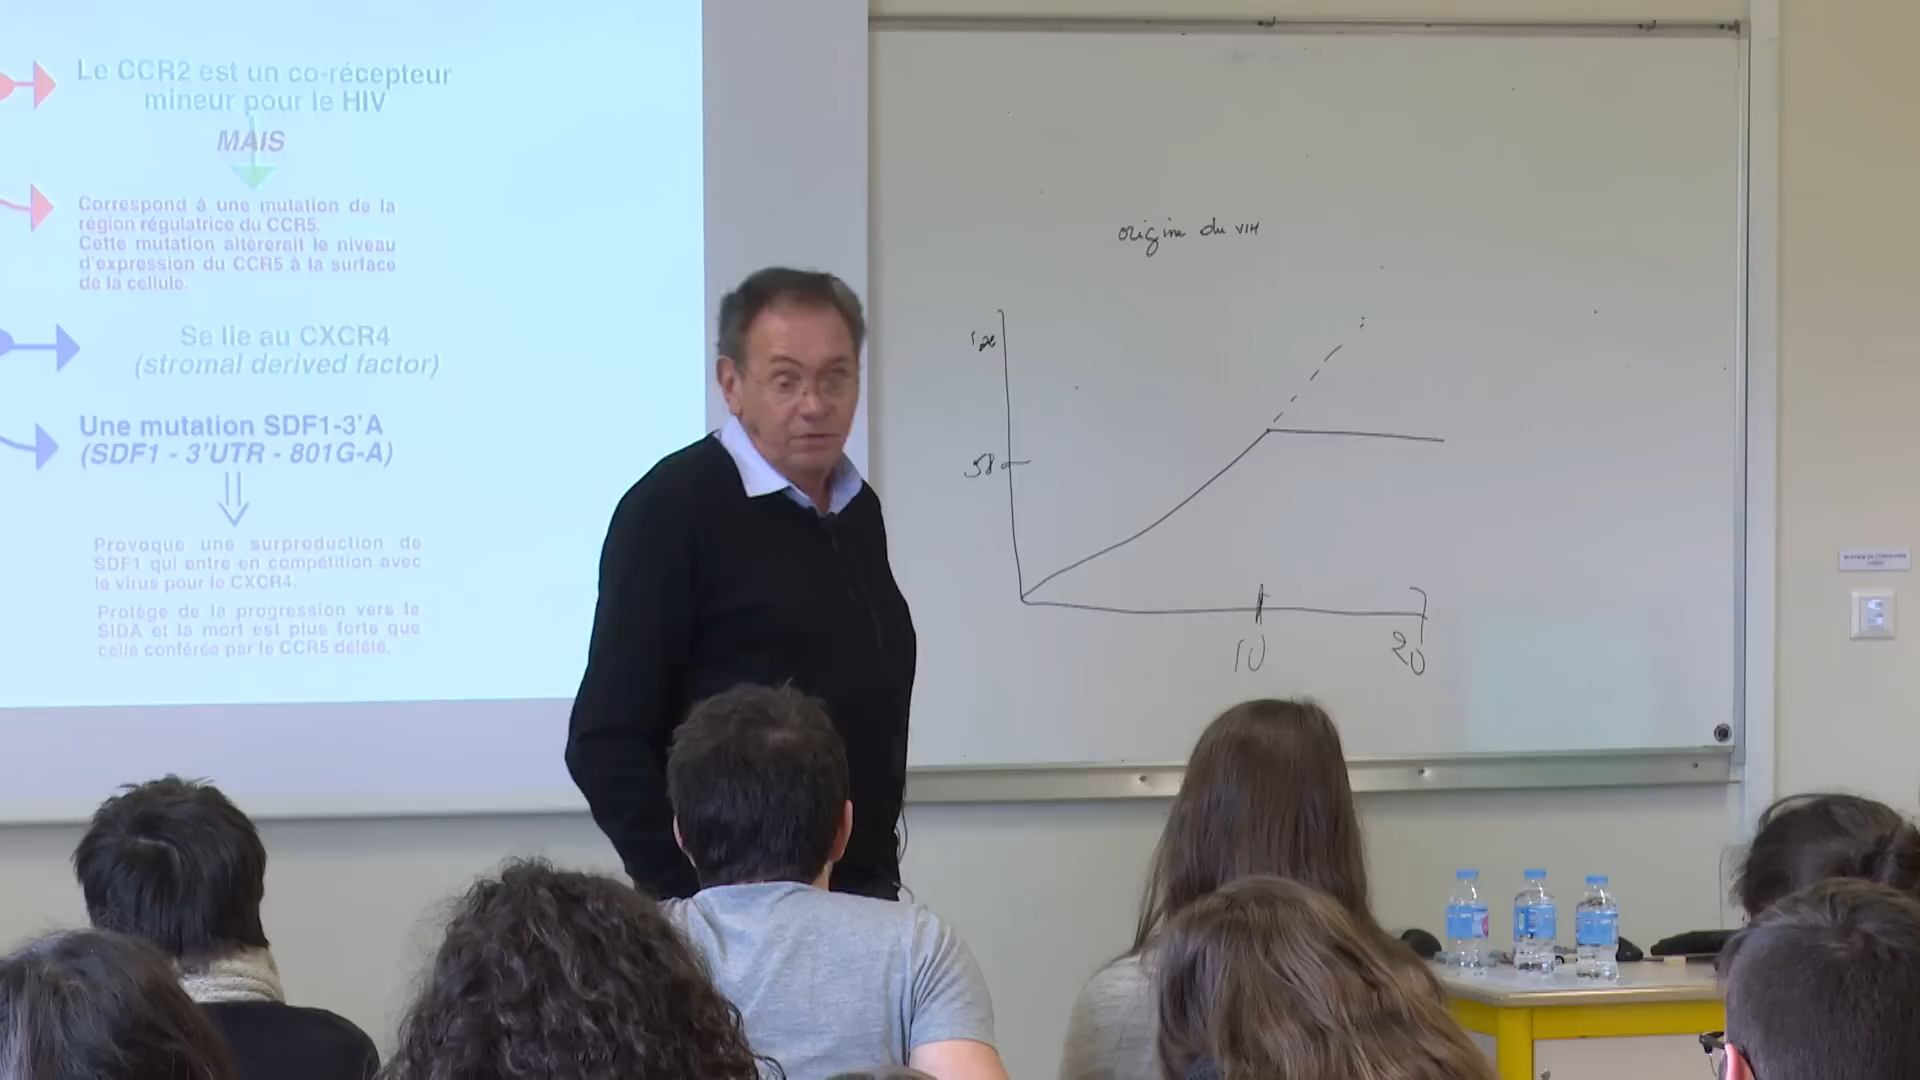 Le CCR2 est un co-récepteur
mineur pour le HIV
MAIS
Correspond à une mutation de la
région régulatrice du CCR5.
Cette mutation altèrerait le niveau
d'expression du CCR5 à la surface
de la cellule.
Se lie au CXCR4
(stromal derived factor)
Une mutation SDF1-3'A
(SDF1 - 3'UTR - 801G-A)
Provoque une surproduction de
SDF1 qui entre en compétition avec
le virus pour le CXCR4.
Protège de la progression vers le
SIDA et la mort est plus forte que
celle conférée par le CCR5 délété.
origine du VIH
10
20